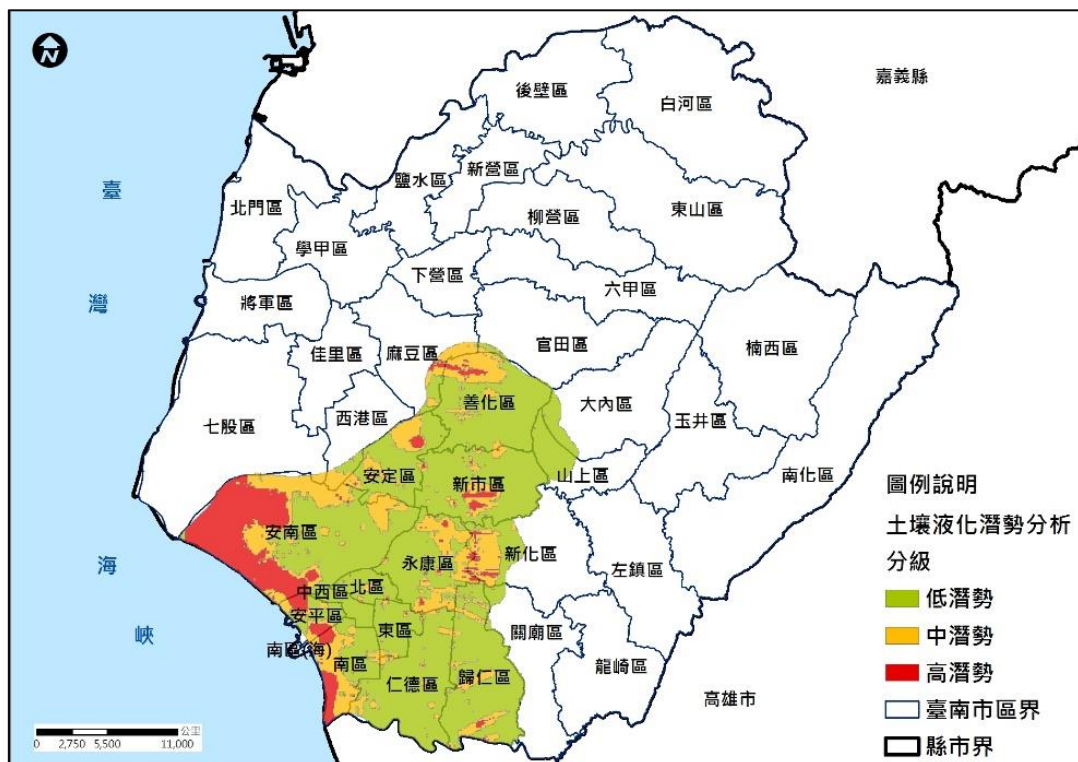 N
嘉義縣
後壁區
白河區
新營區
鹽水區
臺
北門區
柳營區
東山區
學甲區
下營區
灣
將軍區
六甲區
佳里區
麻豆區
官田區
楠西區
善化區
大內區
七股區
西港區
玉井區
安定區
新市區
山上區
南化區
圖例說明
土壤液化潛勢分析
分級
安南區
永康區
新化區
海
左鎮區
中西區
北區
低潛勢
安平區
東區
關廟區
中潛勢
峽
南區(海)
南區
歸仁區
龍崎區
高潛勢
仁德區
高雄市
臺南市區界
縣市界
公里
0 2,750 5,500 11,000